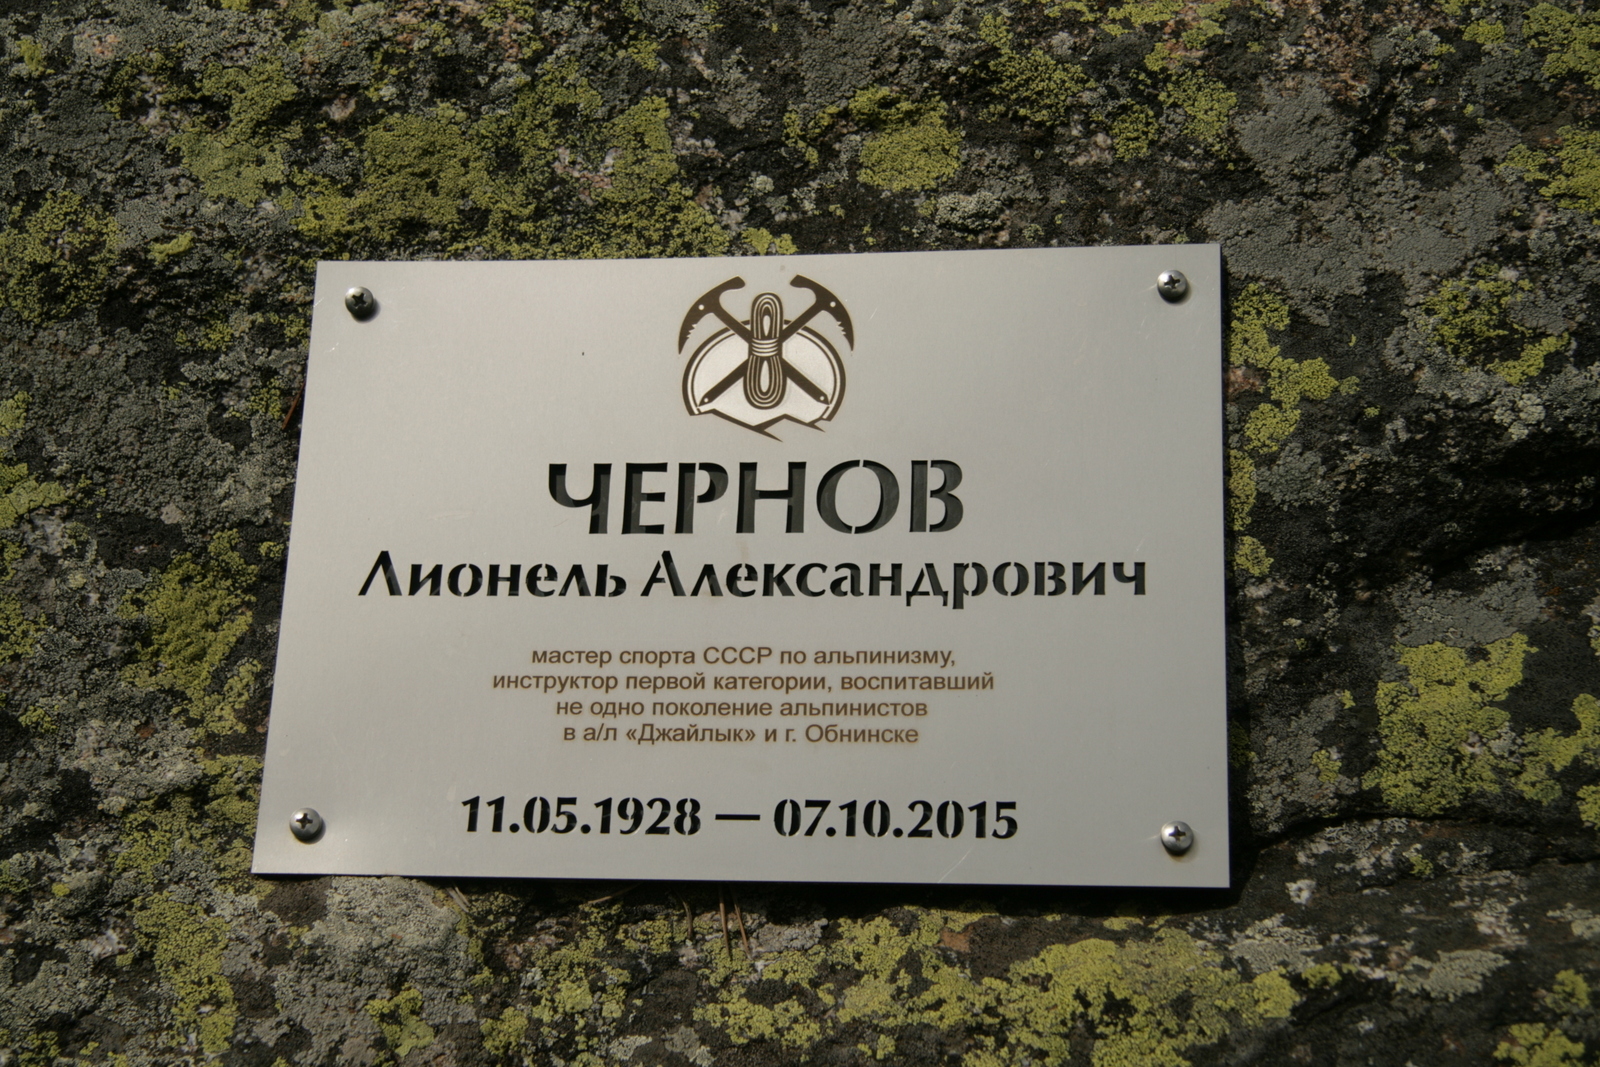 ЧЕРНОВ
Лионель Александрович
мастер спорта СССР по альпинизму,
инструктор первой категории, воспитавший
не одно поколение альпинистов
в а/л «Джайлык» и г. Обнинске
11.05.1928 — 07.10.2015